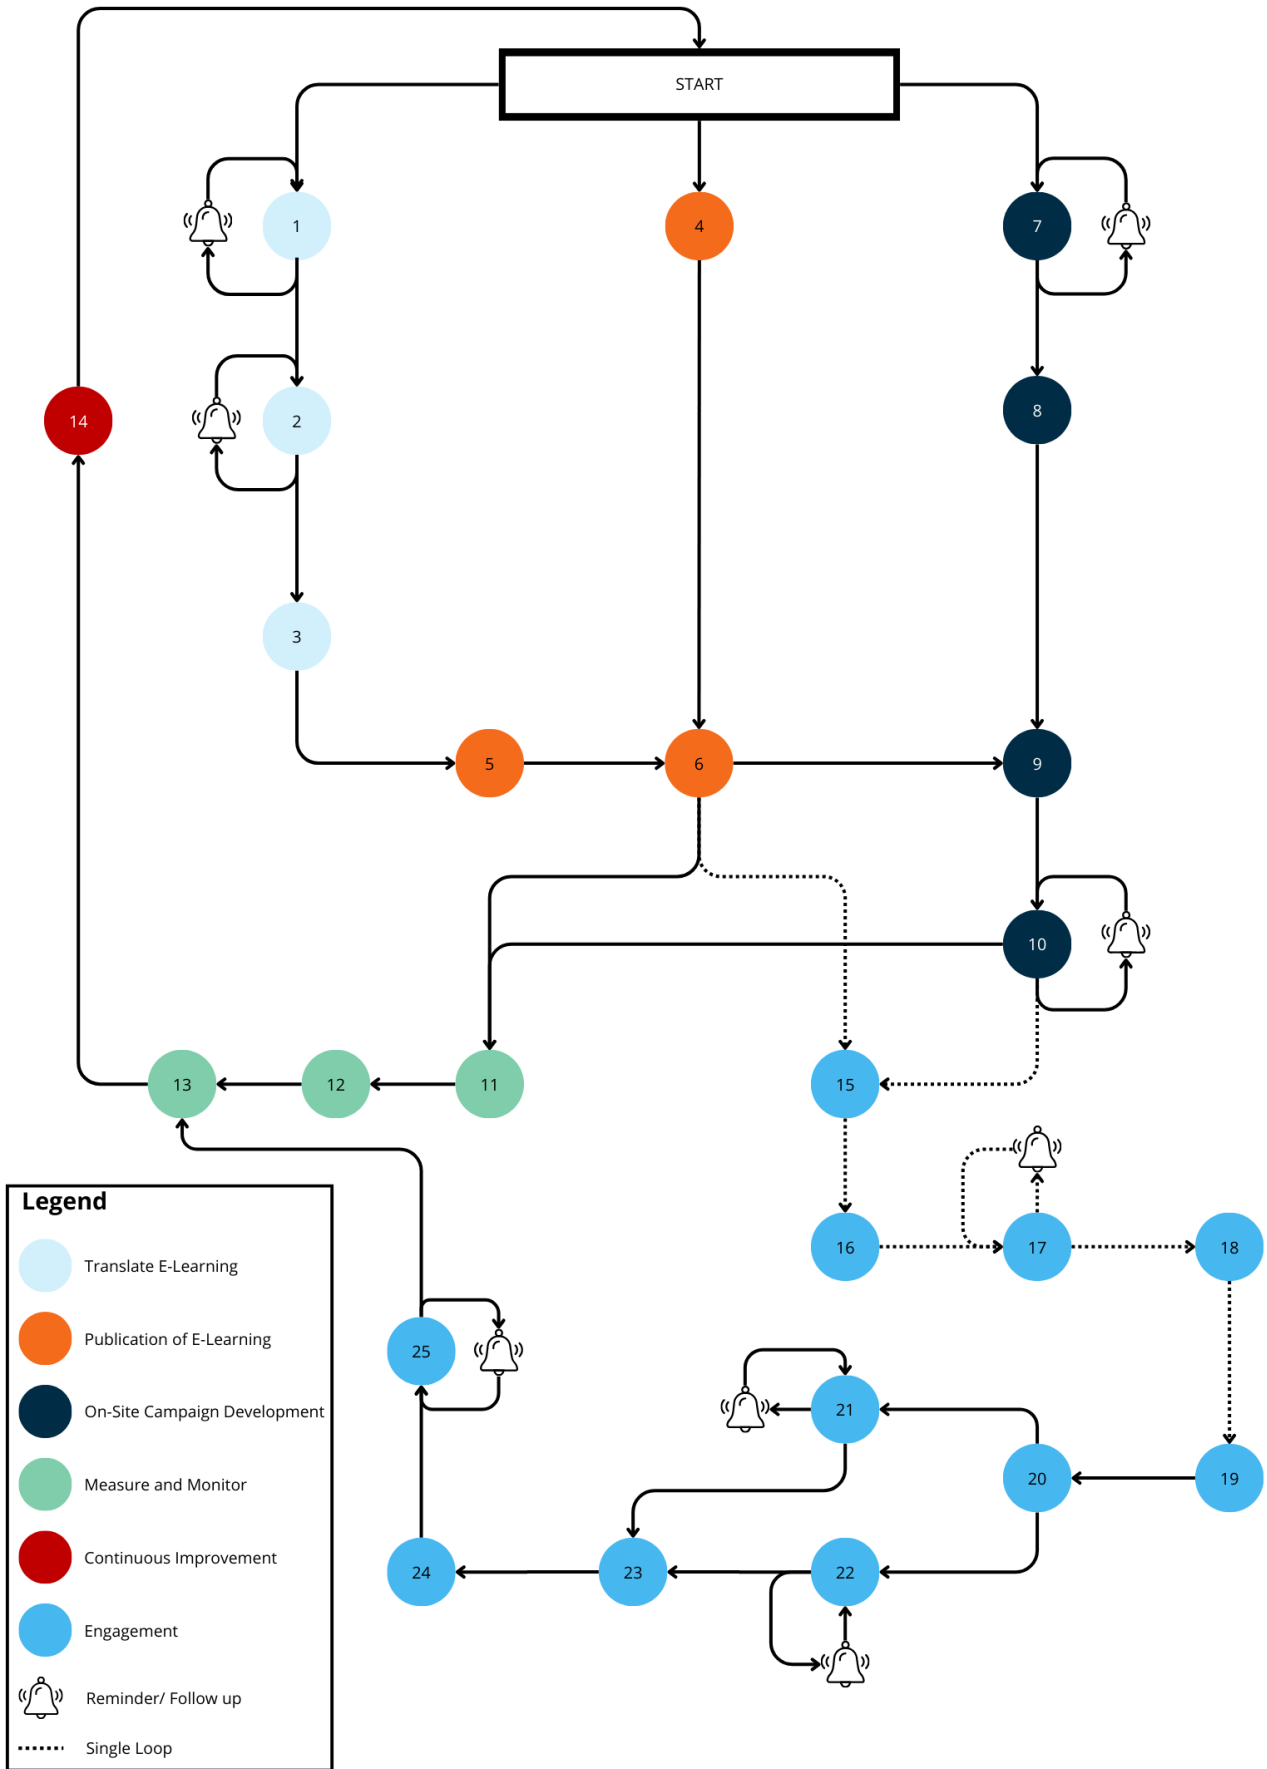 START
1
4
7
14
2
8
3
5
6
9
10
13
12
11
15
16
17
18
25
21
20
19
24
23
22
Legend
Translate E-Learning
Publication of E-Learning
On-Site Campaign Development
Measure and Monitor
Continuous Improvement
Engagement
Reminder/ Follow up
Single Loop